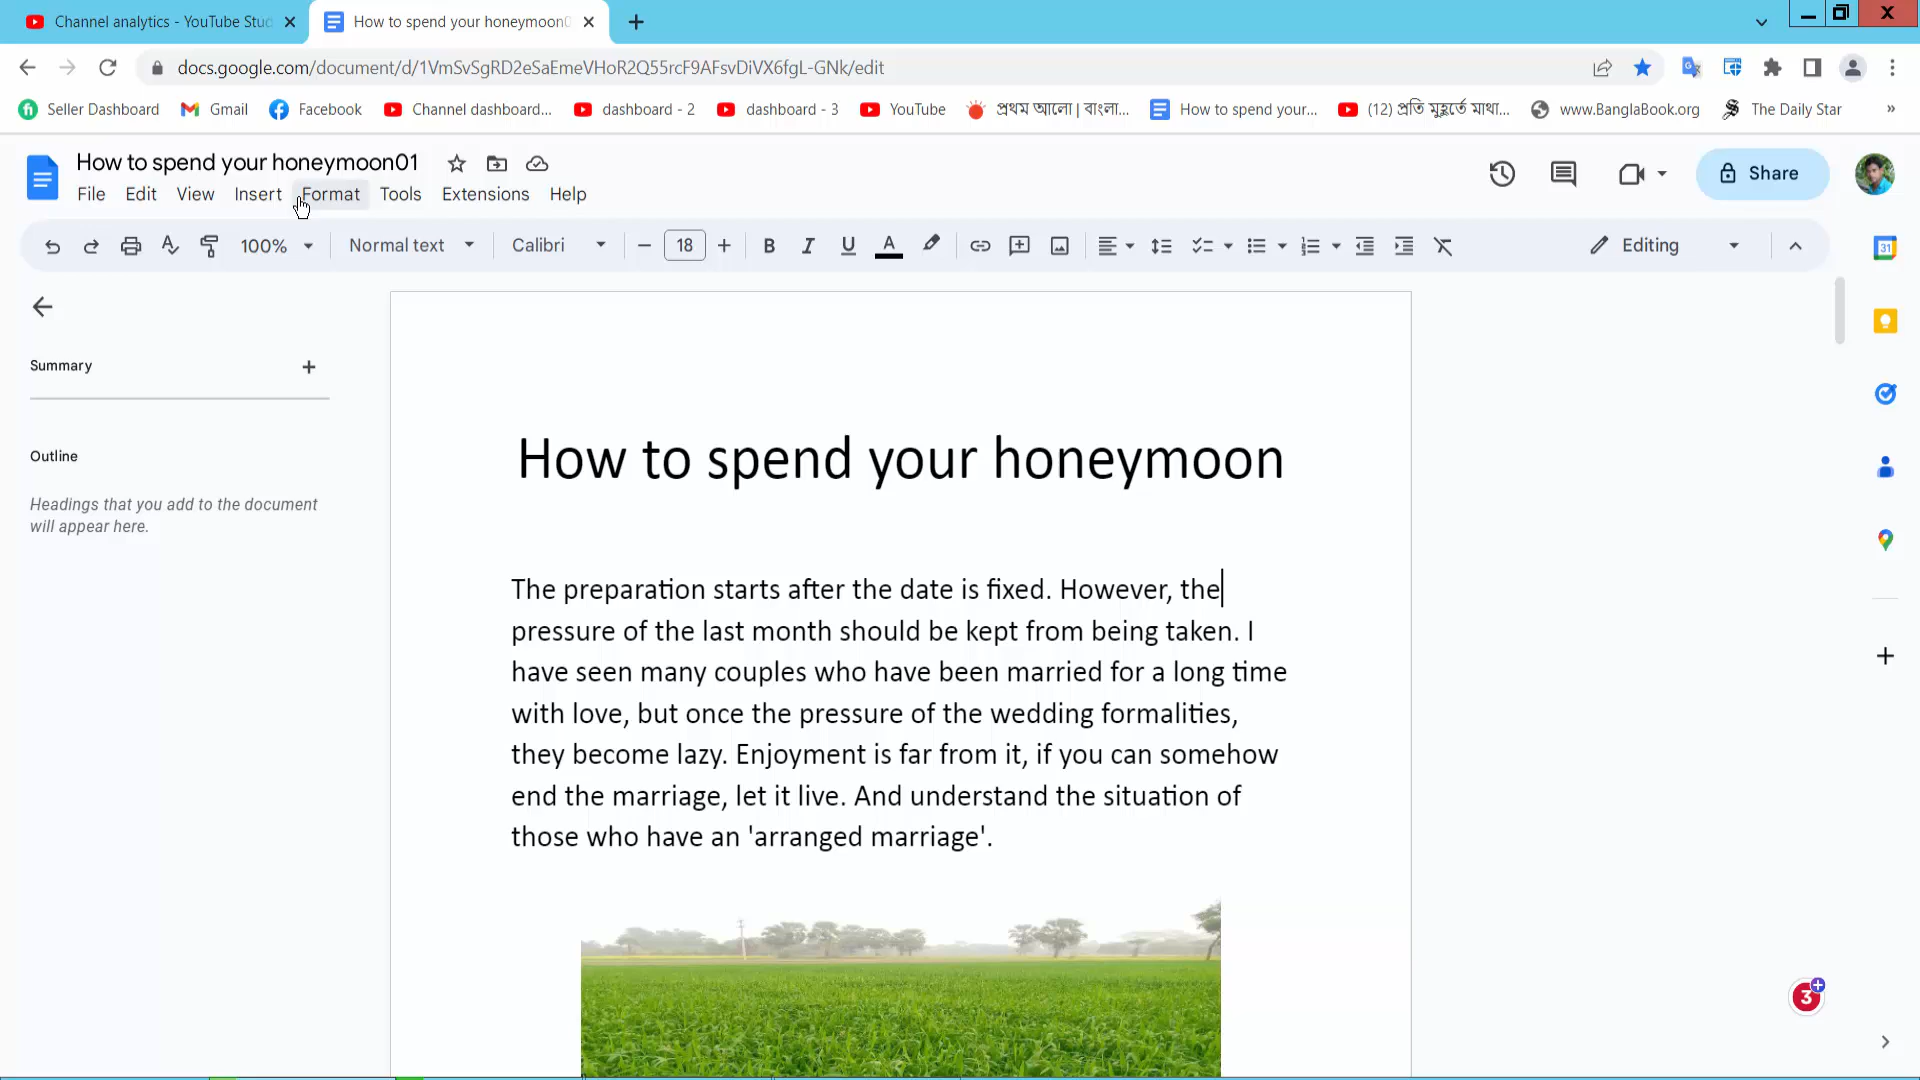 Channel analytics - YouTube Stud
How to spend your honeymoon0
docs.google.com/document/d/1VmSvSgRD2eSaEmeVHoR2Q55rcF9AFsvDiVX6fgL-GNk/edit
Seller Dashboard
Gmail
Facebook
Channel dashboard...
dashboard - 2
dashboard - 3
YouTube
প্রথম আলো | বাংলা...
How to spend your...
(12) প্রতি মুহূর্তে মাথা...
www.BanglaBook.org
The Daily Star
»
How to spend your honeymoon01
File Edit View Insert Format Tools Extensions Help
Share
100%
Normal text
Calibri
18
B I U A
Editing
31
Summary
Outline
Headings that you add to the document
will appear here.
How to spend your honeymoon
The preparation starts after the date is fixed. However, the
pressure of the last month should be kept from being taken. I
have seen many couples who have been married for a long time
with love, but once the pressure of the wedding formalities,
they become lazy. Enjoyment is far from it, if you can somehow
end the marriage, let it live. And understand the situation of
those who have an 'arranged marriage'.
3